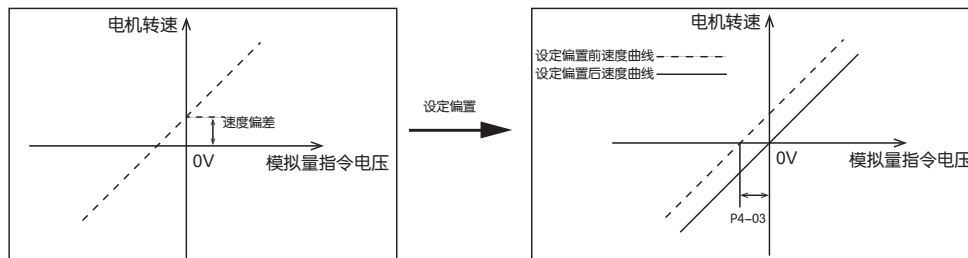 电机转速
速度偏差
0V
模拟量指令电压
设定偏置
电机转速
设定偏置前速度曲线
设定偏置后速度曲线
0V
模拟量指令电压
P4-03